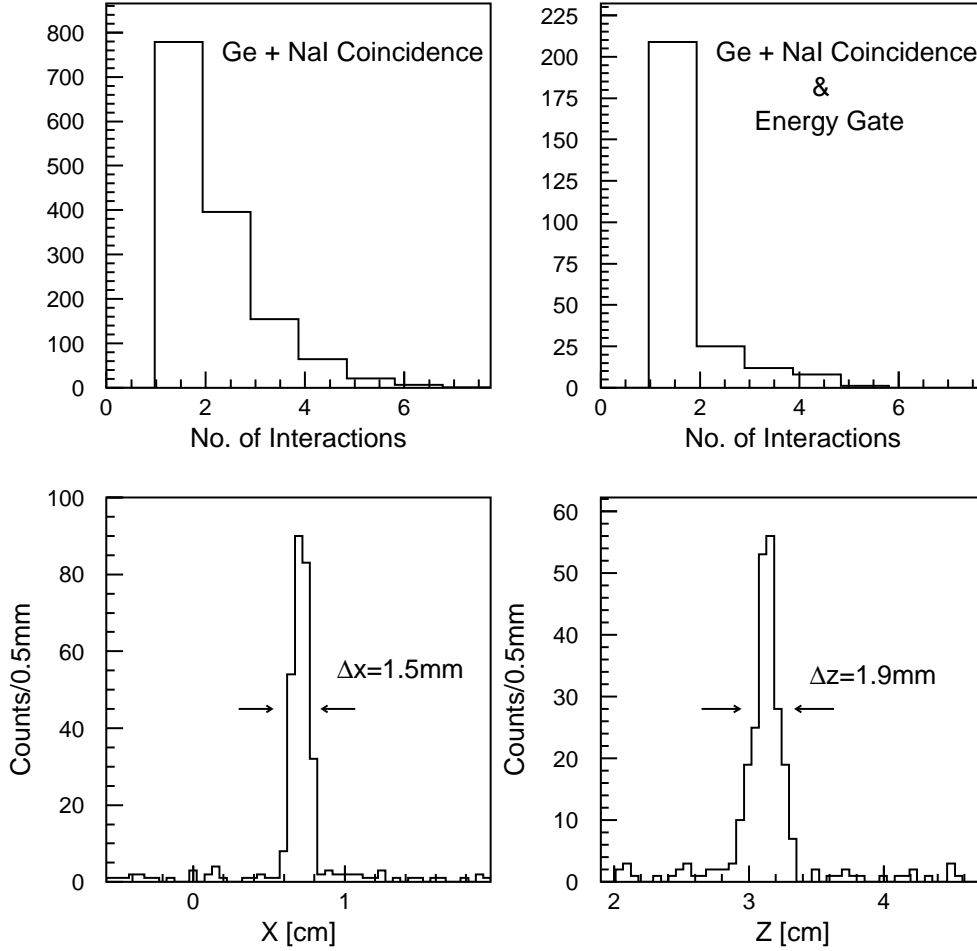 Ge + NaI Coincidence
800
700
600
500
400
300
200
100
0
0 2 4 6
No. of Interactions
Ge + NaI Coincidence
&
Energy Gate
225
200
175
150
125
100
75
50
25
0
0 2 4 6
No. of Interactions
Counts/0.5mm
100
80
60
40
20
0
Δx=1.5mm
0 1
X [cm]
Counts/0.5mm
60
50
40
30
20
10
0
Δz=1.9mm
2 3 4
Z [cm]